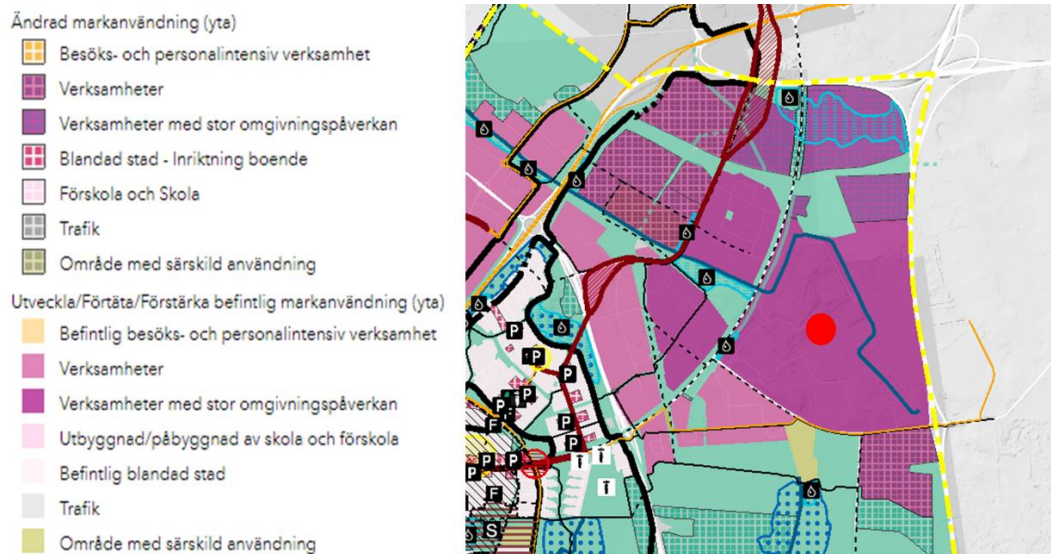 Ändrad markanvändning (yta)
Besöks- och personalintensiv verksamhet
Verksamheter
Verksamheter med stor omgivningspåverkan
Blandad stad - Inriktning boende
Förskola och Skola
Trafik
Område med särskild användning
Utveckla/Förtäta/Förstärka befintlig markanvändning (yta)
Befintlig besöks- och personalintensiv verksamhet
Verksamheter
Verksamheter med stor omgivningspåverkan
Utbyggnad/påbyggnad av skola och förskola
Befintlig blandad stad
Trafik
Område med särskild användning
P
P
P
P
P
P
P
P
P
P
F
P
P
P
F
S